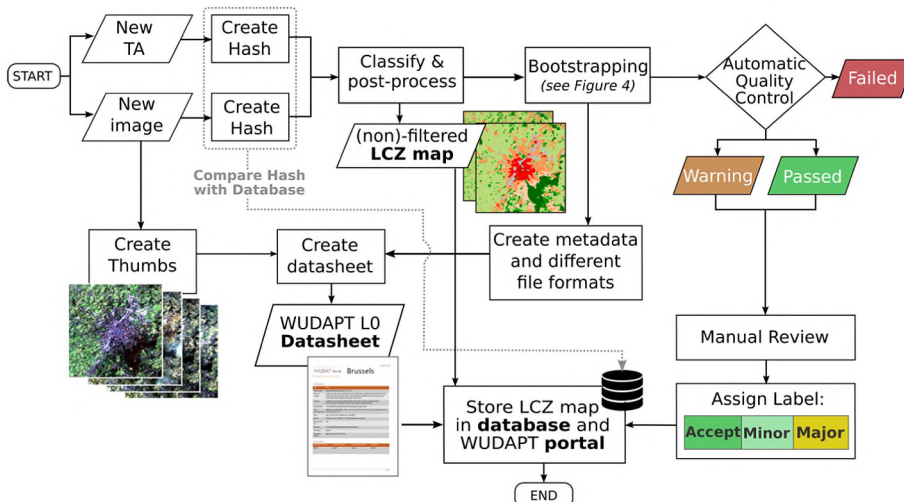 START
New
TA
Create
Hash
New
image
Create
Hash
Compare Hash
with Database
Classify &
post-process
(non)-filtered
LCZ map
Bootstrapping
(see Figure 4)
Automatic
Quality
Control
Failed
Warning
Passed
Create
Thumbs
Create
datasheet
Create metadata
and different
file formats
WUDAPT L0
Datasheet
Brussels
Manual Review
Assign Label:
Accept Minor Major
Store LCZ map
in database and
WUDAPT portal
END